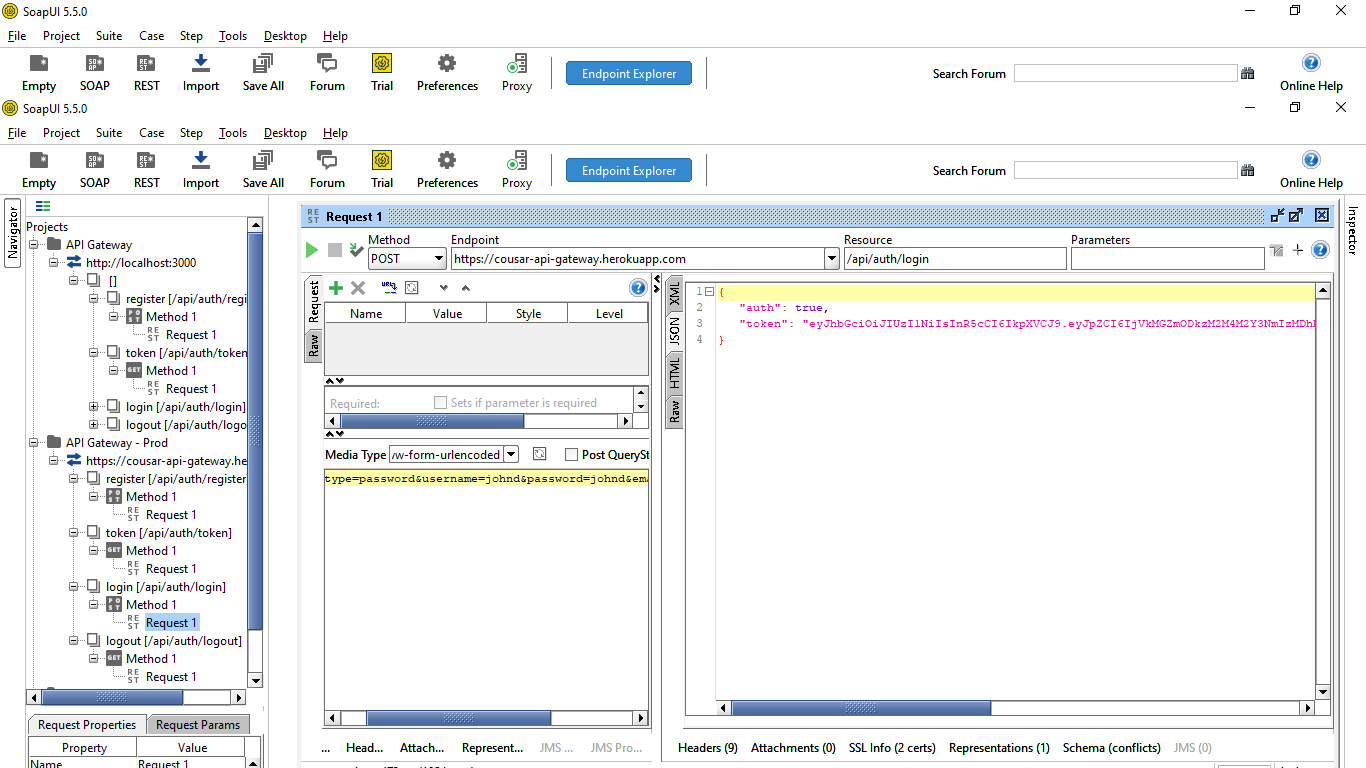 SoapUI 5.5.0
File Project Suite Case Step Tools Desktop Help
Empty SOAP REST Import Save All Forum Trial Preferences Proxy Endpoint Explorer Search Forum Online Help
SoapUI 5.5.0
File Project Suite Case Step Tools Desktop Help
Empty SOAP REST Import Save All Forum Trial Preferences Proxy Endpoint Explorer Search Forum Online Help
Navigator
Projects
API Gateway
http://localhost:3000
[]
register [/api/auth/regi
Method 1
Request 1
token [/api/auth/token
Method 1
Request 1
login [/api/auth/login]
logout [/api/auth/logo
API Gateway - Prod
https://cousar-api-gateway.he
register [/api/auth/register
Method 1
Request 1
token [/api/auth/token]
Method 1
Request 1
login [/api/auth/login]
Method 1
Request 1
logout [/api/auth/logout]
Method 1
Request 1
Request Properties Request Params
Property Value
Name Request 1
Request 1
Method Endpoint Resource Parameters
POST https://cousar-api-gateway.herokuapp.com /api/auth/login
Request
Raw
Name Value Style Level
Required: Sets if parameter is required
Media Type /w-form-urlencoded Post QuerySt
type=password&username=johnd&password=johnd&em
... Head... Attach... Represent... JMS ... JMS Pro...
XML
JSON
HTML
Raw
1 {
2 "auth": true,
3 "token": "eyJhbGciOiJIUzI1NiIsInR5cCI6IkpXVCJ9.eyJpZCI6IjVkMGZmODkzM2M4M2Y3NmIzMDh
4 }
Headers (9) Attachments (0) SSL Info (2 certs) Representations (1) Schema (conflicts) JMS (0)
Inspector